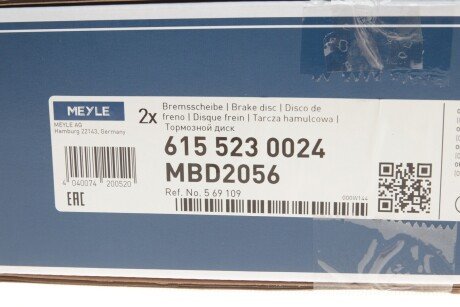 MEYLE
MEYLE AG
Hamburg 22143, Germany
2x
Bremsscheibe | Brake disc | Disco de
freno | Disque frein | Tarcza hamulcowa |
Тормозной диск
615 523 0024
MBD2056
Ref. No. 5 69 109
4 040074 200520
EAC
000W144